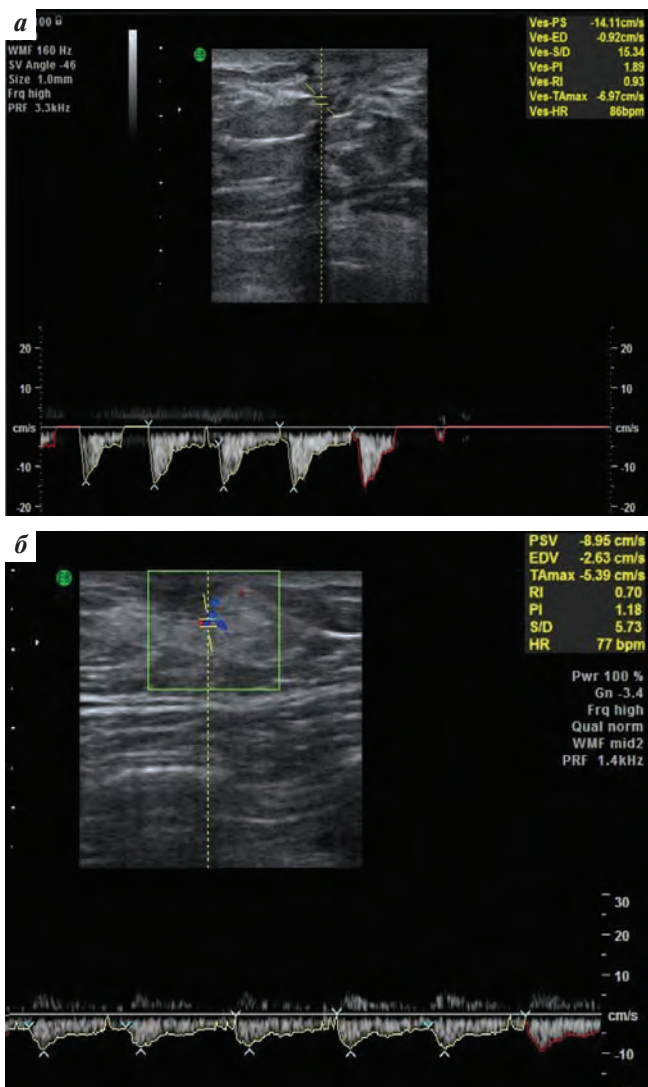 а
100
WMF 160 Hz
SV Angle -46
Size 1.0mm
Frq high
PRF 3.3kHz
Ves-PS -14.11cm/s
Ves-ED -0.92cm/s
Ves-S/D 15.34
Ves-PI 1.89
Ves-RI 0.93
Ves-TAmax -6.97cm/s
Ves-HR 86bpm
20 20
10 10
cm/s cm/s
-10 -10
-20 -20
б
PSV -8.95 cm/s
EDV -2.63 cm/s
TAmax -5.39 cm/s
RI 0.70
PI 1.18
S/D 5.73
HR 77 bpm
Pwr 100 %
Gn -3.4
Frq high
Qual norm
WMF mid2
PRF 1.4kHz
30
20
10
cm/s
-10